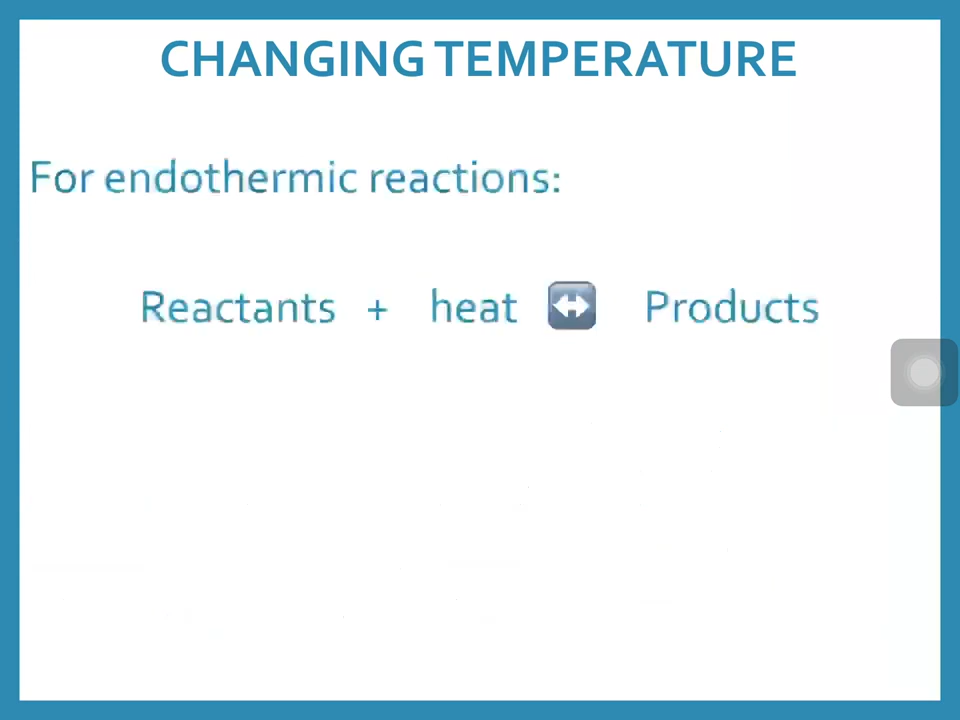 CHANGING TEMPERATURE
For endothermic reactions:
Reactants + heat ↔ Products